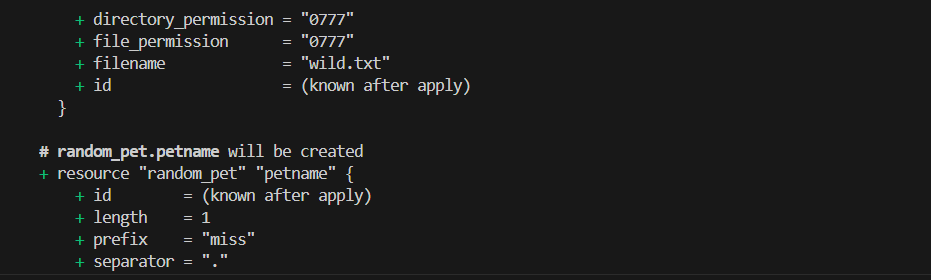 + directory_permission = "0777"
+ file_permission      = "0777"
+ filename             = "wild.txt"
+ id                   = (known after apply)
}
# random_pet.petname will be created
+ resource "random_pet" "petname" {
+ id        = (known after apply)
+ length    = 1
+ prefix    = "miss"
+ separator = "."